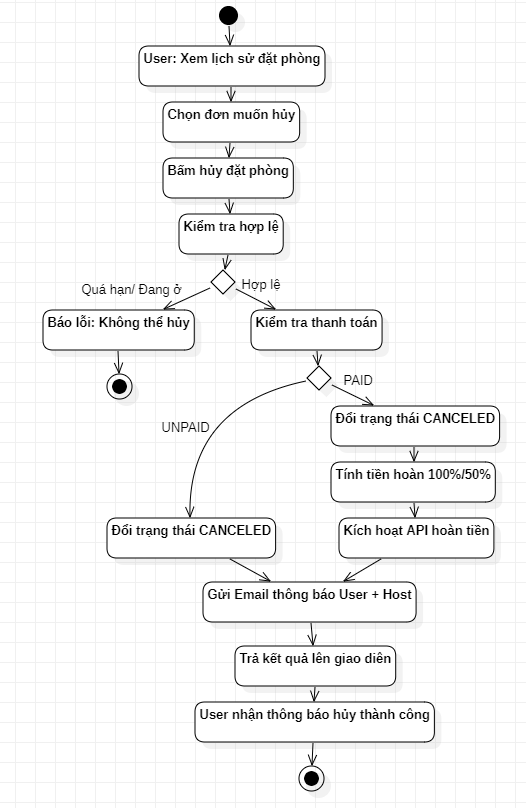 User: Xem lịch sử đặt phòng
Chọn đơn muốn hủy
Bấm hủy đặt phòng
Kiểm tra hợp lệ
Quá hạn/ Đang ở
Hợp lệ
Báo lỗi: Không thể hủy
Kiểm tra thanh toán
PAID
UNPAID
Đổi trạng thái CANCELED
Tính tiền hoàn 100%/50%
Đổi trạng thái CANCELED
Kích hoạt API hoàn tiền
Gửi Email thông báo User + Host
Trả kết quả lên giao diên
User nhận thông báo hủy thành công